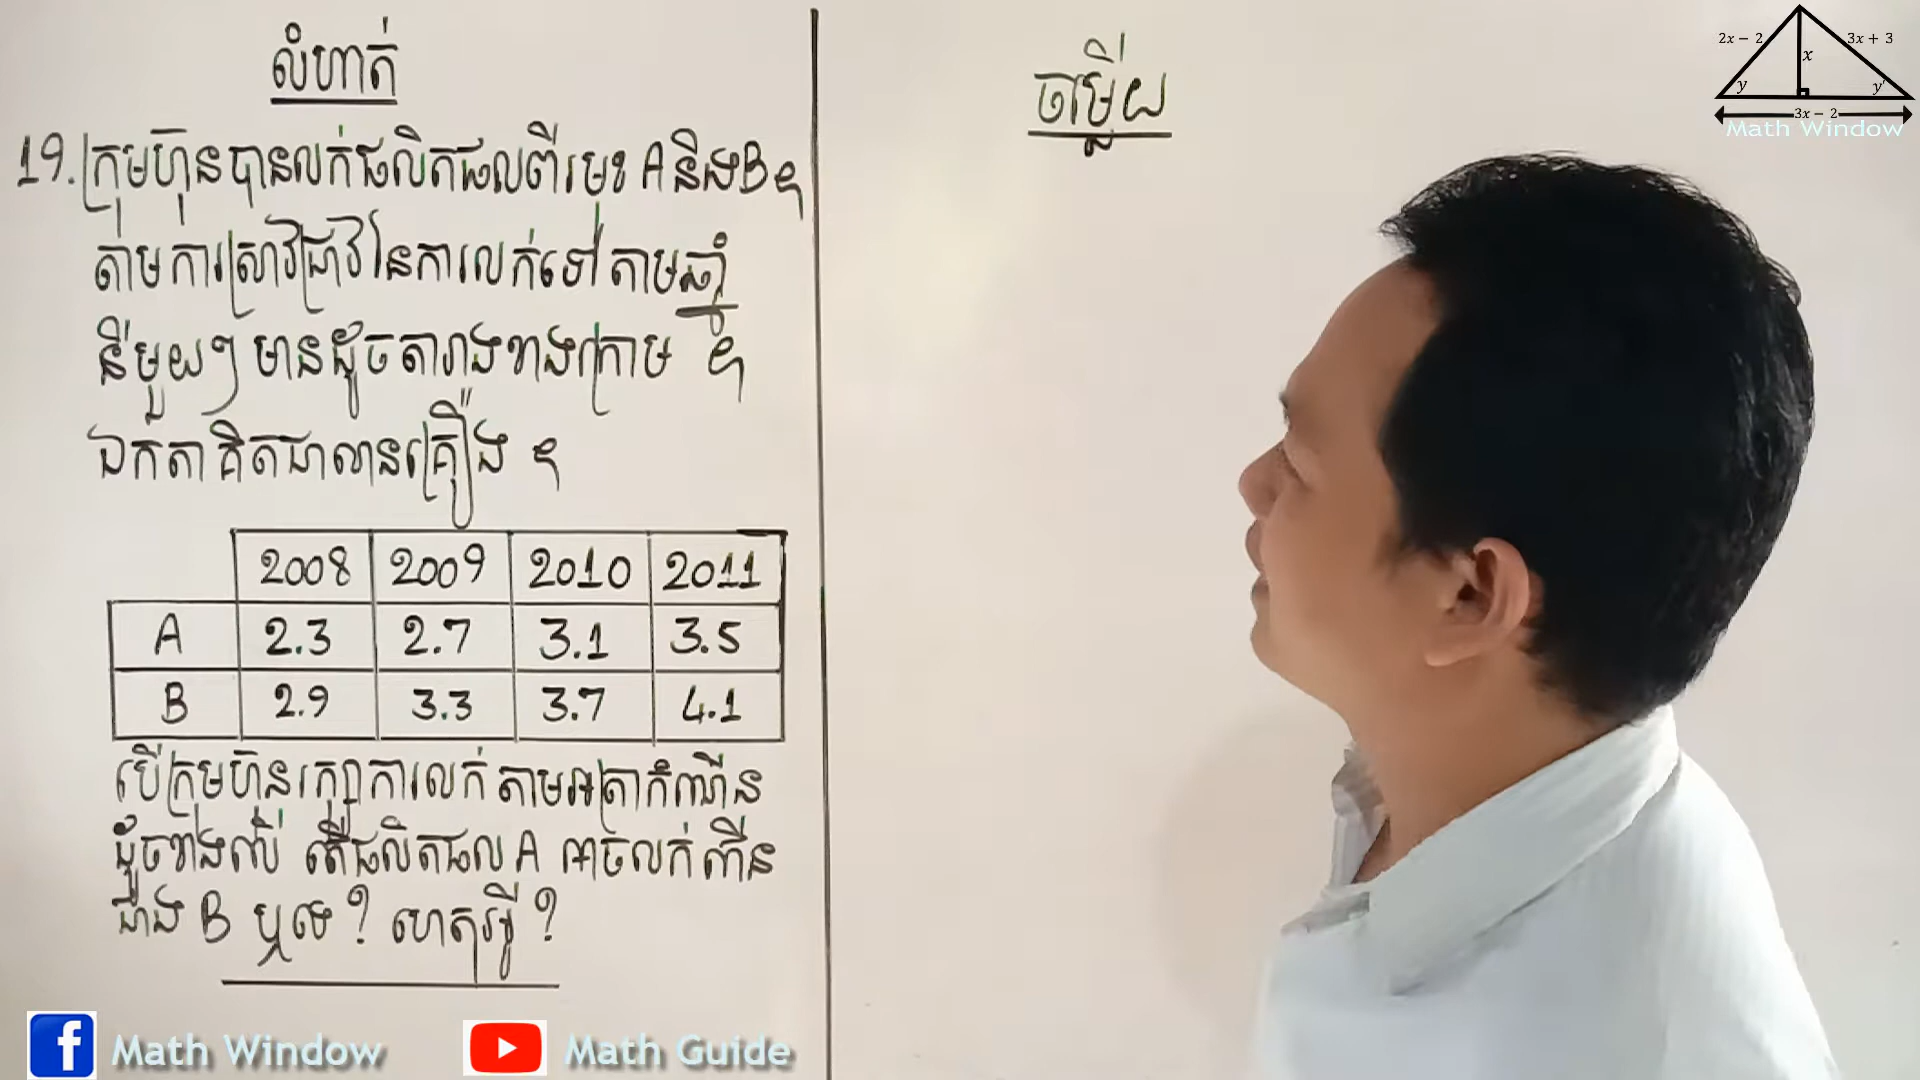 លំហាត់
19. ក្រុមហ៊ុនបានលក់ផលិតផលពីរមុខ A និង B ។
តាមការស្រាវជ្រាវនៃការលក់ទៅតាមឆ្នាំ
នីមួយៗ មានដូចតារាងខាងក្រោម ។
ឯកតាគិតជាលានគ្រឿង ។
2008 2009 2010 2011
A 2.3 2.7 3.1 3.5
B 2.9 3.3 3.7 4.1
បើក្រុមហ៊ុនរក្សាការលក់តាមអត្រាកំណើន
ដូចខាងលើ តើផលិតផល A អាចលក់ច្រើន
ជាង B ឬទេ? ហេតុអ្វី?
ចម្លើយ
2x − 2
3x + 3
x
y
y'
3x − 2
Math Window
Math Window
Math Guide